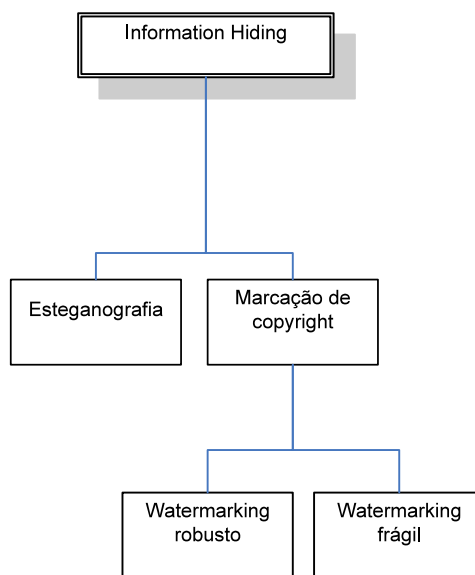 Information Hiding
Esteganografia
Marcação de
copyright
Watermarking
robusto
Watermarking
frágil